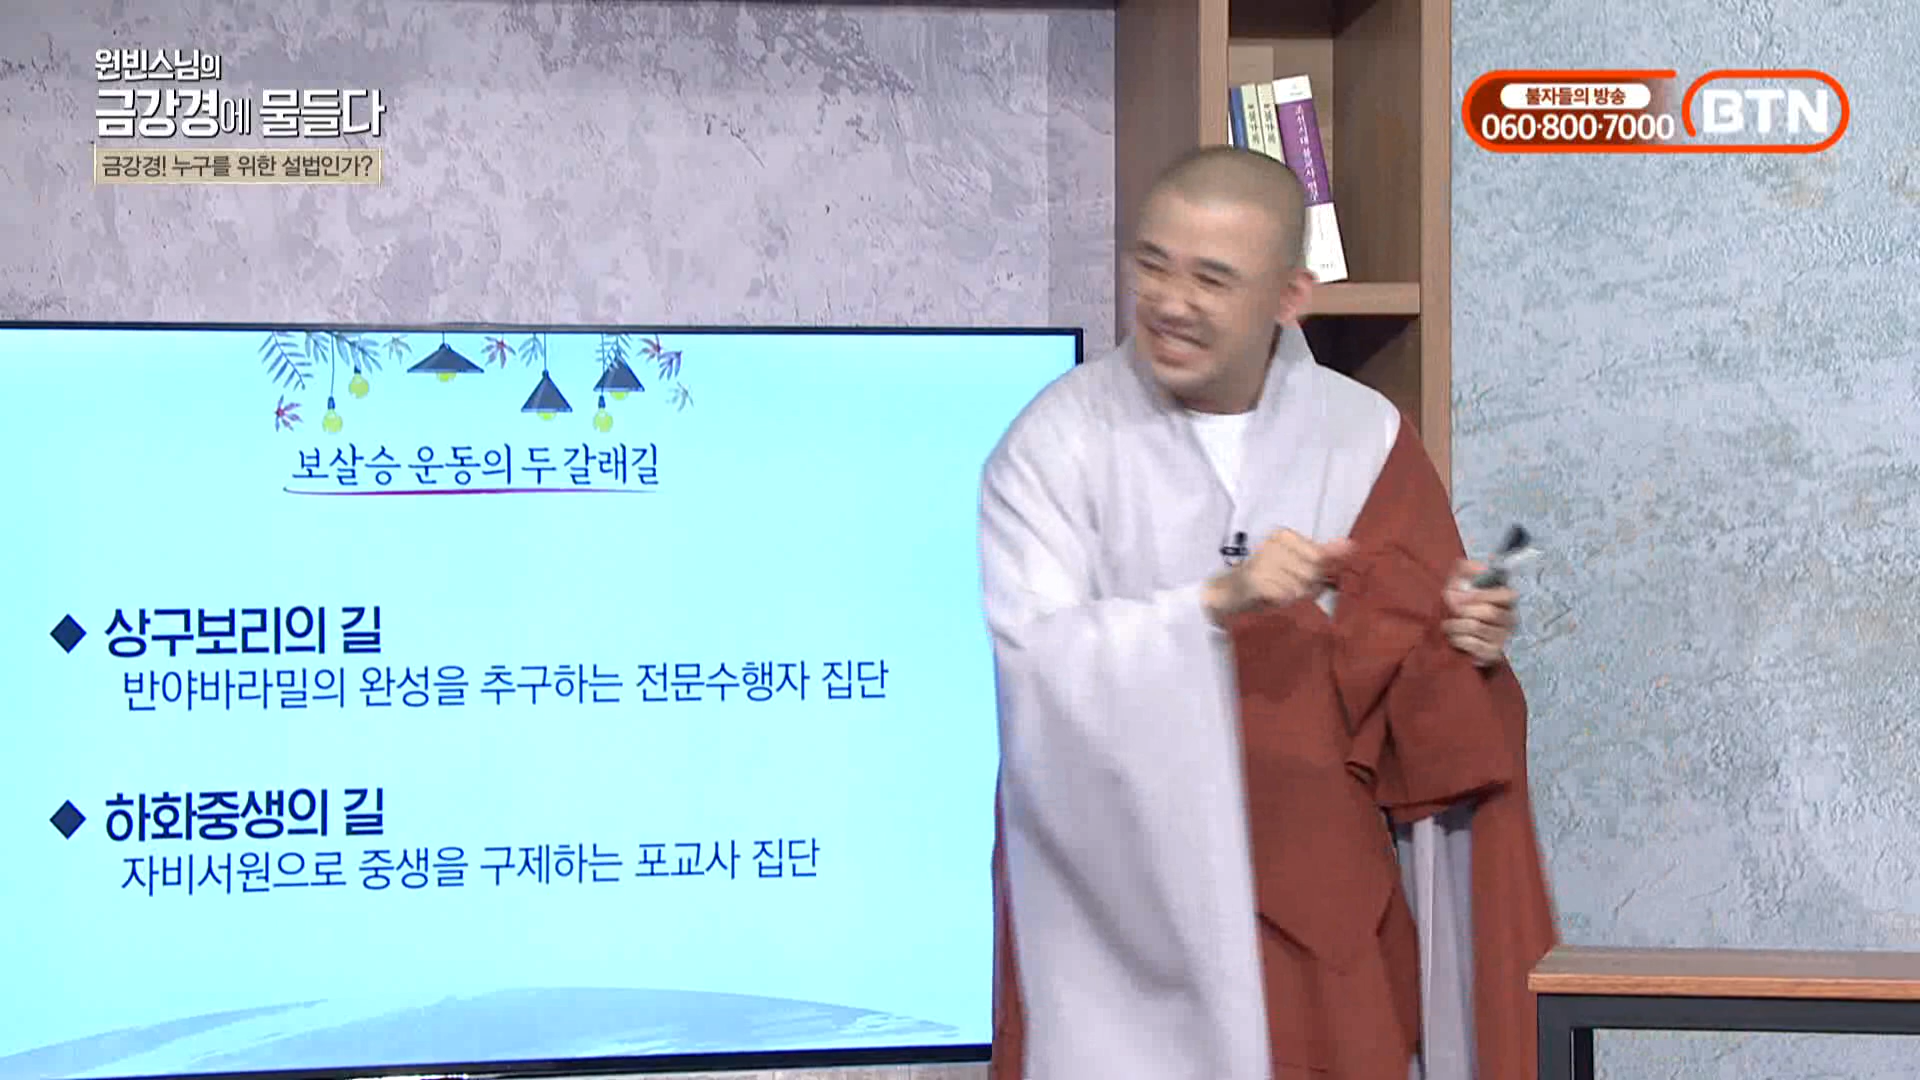 원빈스님의
금강경에 물들다
금강경! 누구를 위한 설법인가?
불자들의 방송
060·800·7000
BTN
보살승 운동의 두 갈래길
◆ 상구보리의 길
반야바라밀의 완성을 추구하는 전문수행자 집단
◆ 하화중생의 길
자비서원으로 중생을 구제하는 포교사 집단